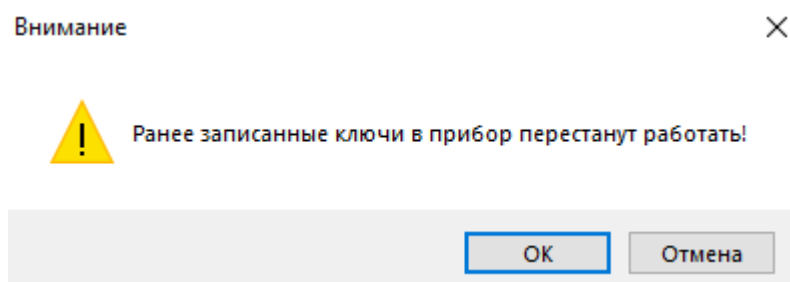 Внимание
Ранее записанные ключи в прибор перестанут работать!
ОК
Отмена